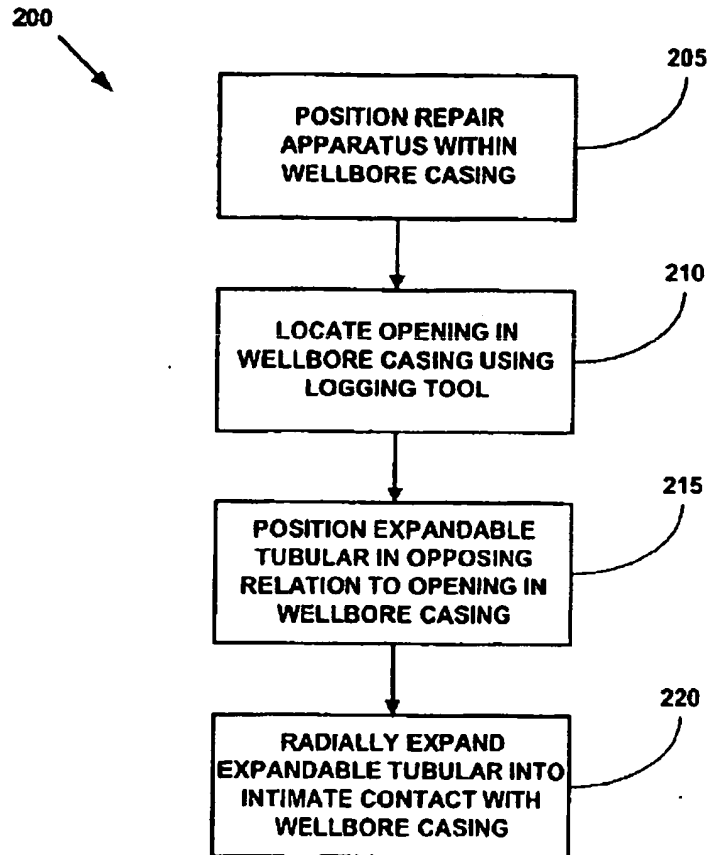 200
205
POSITION REPAIR
APPARATUS WITHIN
WELLBORE CASING
210
LOCATE OPENING IN
WELLBORE CASING USING
LOGGING TOOL
215
POSITION EXPANDABLE
TUBULAR IN OPPOSING
RELATION TO OPENING IN
WELLBORE CASING
220
RADIALLY EXPAND
EXPANDABLE TUBULAR INTO
INTIMATE CONTACT WITH
WELLBORE CASING